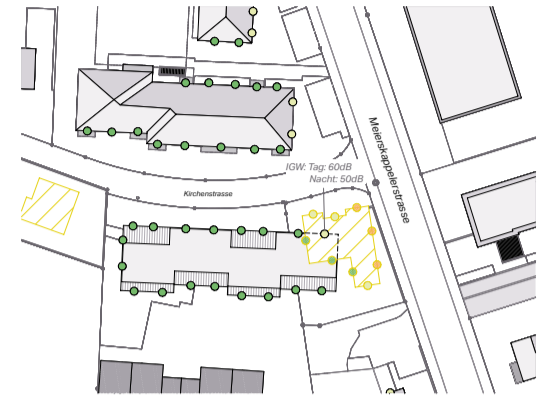 Meierskappelerstrasse
IGW: Tag: 60dB
Nacht: 50dB
Kirchenstrasse